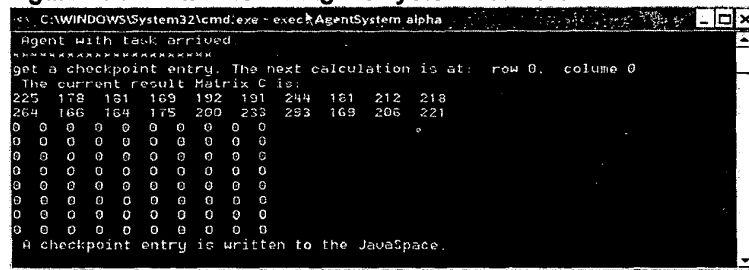 C:\WINDOWS\System32\cmd.exe - exec AgentSystem alpha
Agent with task arrived
get a checkpoint entry. The next calculation is at: row 0, colume 0
The current result Matrix C is:
225 178 181 169 192 191 244 181 212 218
264 166 164 175 200 233 293 169 206 221
0 0 0 0 0 0 0 0 0 0
0 0 0 0 0 0 0 0 0 0
0 0 0 0 0 0 0 0 0 0
0 0 0 0 0 0 0 0 0 0
0 0 0 0 0 0 0 0 0 0
0 0 0 0 0 0 0 0 0 0
0 0 0 0 0 0 0 0 0 0
0 0 0 0 0 0 0 0 0 0
A checkpoint entry is written to the JavaSpace.